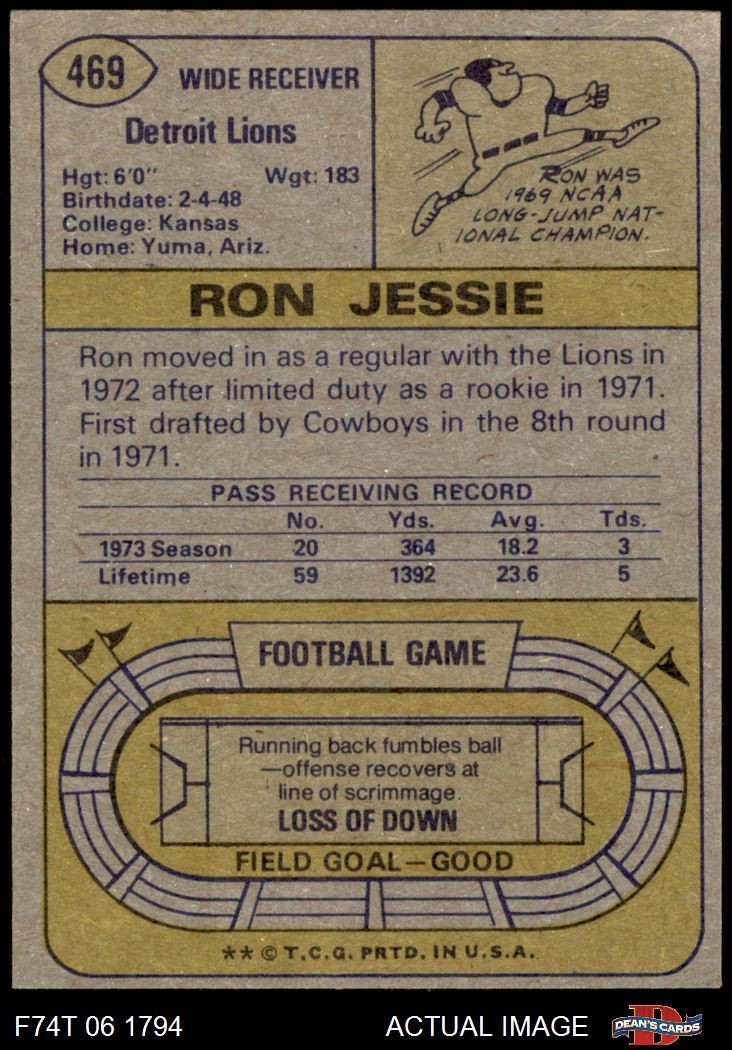 469
WIDE RECEIVER
Detroit Lions
Hgt: 6'0" Wgt: 183
Birthdate: 2-4-48
College: Kansas
Home: Yuma, Ariz.
RON WAS
1969 NCAA
LONG-JUMP NAT-
IONAL CHAMPION.
RON JESSIE
Ron moved in as a regular with the Lions in
1972 after limited duty as a rookie in 1971.
First drafted by Cowboys in the 8th round
in 1971.
PASS RECEIVING RECORD
No. Yds. Avg. Tds.
1973 Season 20 364 18.2 3
Lifetime 59 1392 23.6 5
FOOTBALL GAME
Running back fumbles ball
—offense recovers at
line of scrimmage.
LOSS OF DOWN
FIELD GOAL—GOOD
** © T.C.G. PRTD. IN U.S.A.
F74T 06 1794 ACTUAL IMAGE
D
DEAN'S CARDS